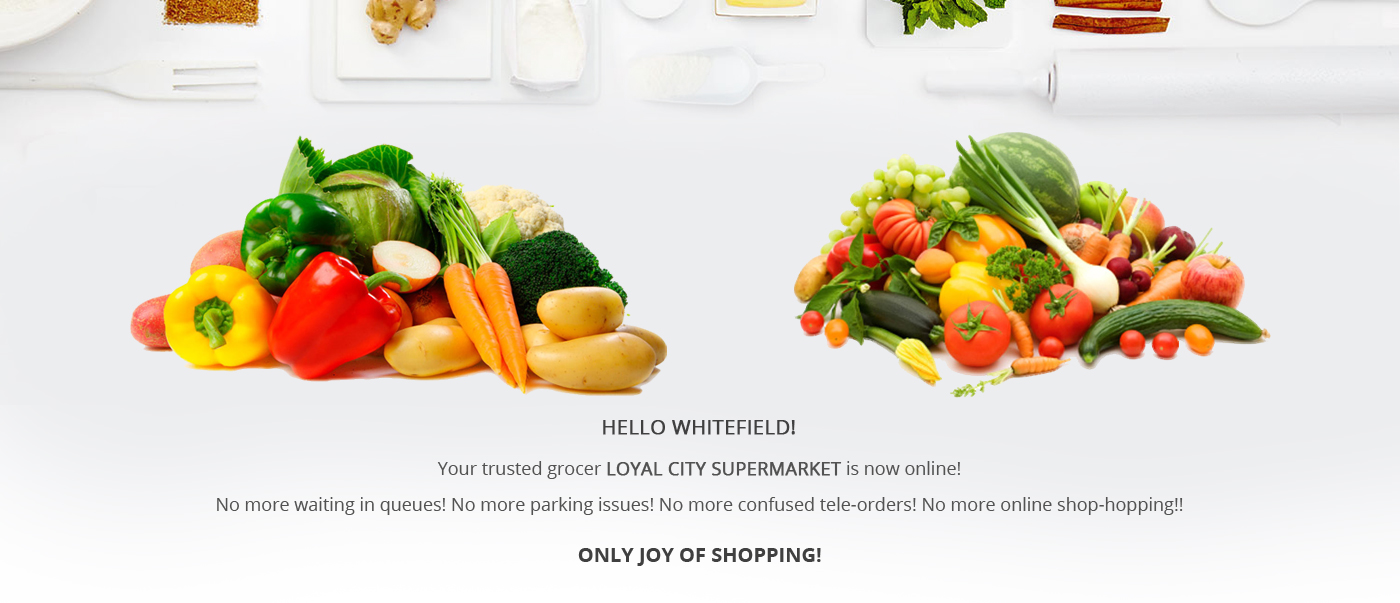 HELLO WHITEFIELD!
Your trusted grocer LOYAL CITY SUPERMARKET is now online!
No more waiting in queues! No more parking issues! No more confused tele-orders! No more online shop-hopping!!
ONLY JOY OF SHOPPING!